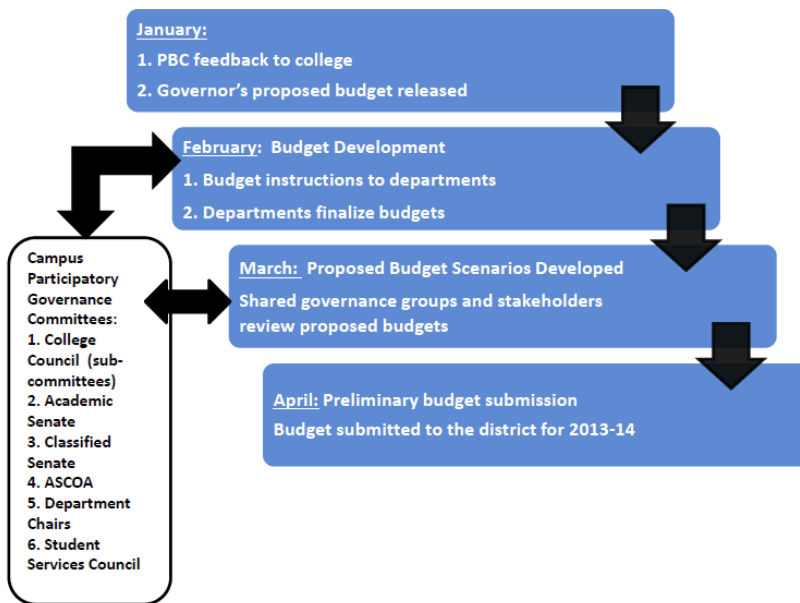 January:
1. PBC feedback to college
2. Governor's proposed budget released
February: Budget Development
1. Budget instructions to departments
2. Departments finalize budgets
March: Proposed Budget Scenarios Developed
Shared governance groups and stakeholders
review proposed budgets
April: Preliminary budget submission
Budget submitted to the district for 2013-14
Campus
Participatory
Governance
Committees:
1. College
Council (sub-
committees)
2. Academic
Senate
3. Classified
Senate
4. ASCOA
5. Department
Chairs
6. Student
Services Council